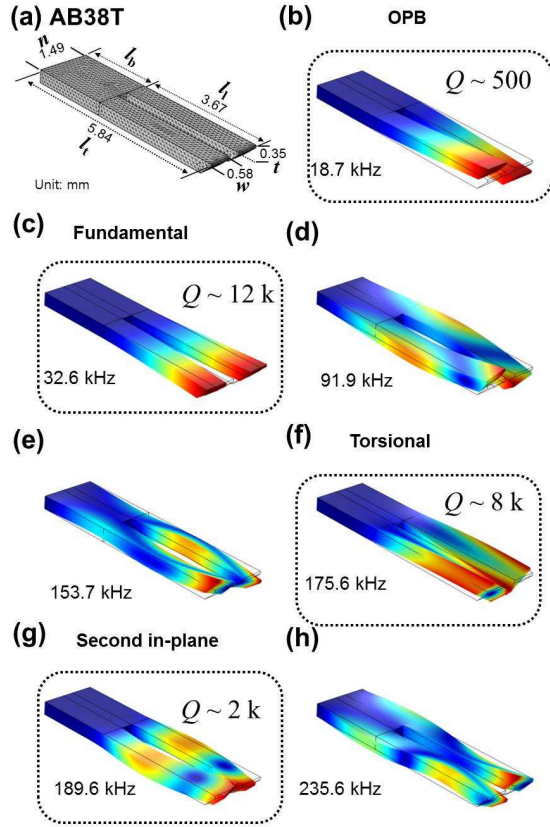 (a) AB38T
n
1.49
l_b
l_1
3.67
5.84
l_t
0.35
t
0.58
w
Unit: mm
(b)
OPB
Q ~ 500
18.7 kHz
(c) Fundamental
Q ~ 12 k
32.6 kHz
(d)
91.9 kHz
(e)
153.7 kHz
(f) Torsional
Q ~ 8 k
175.6 kHz
(g) Second in-plane
Q ~ 2 k
189.6 kHz
(h)
235.6 kHz